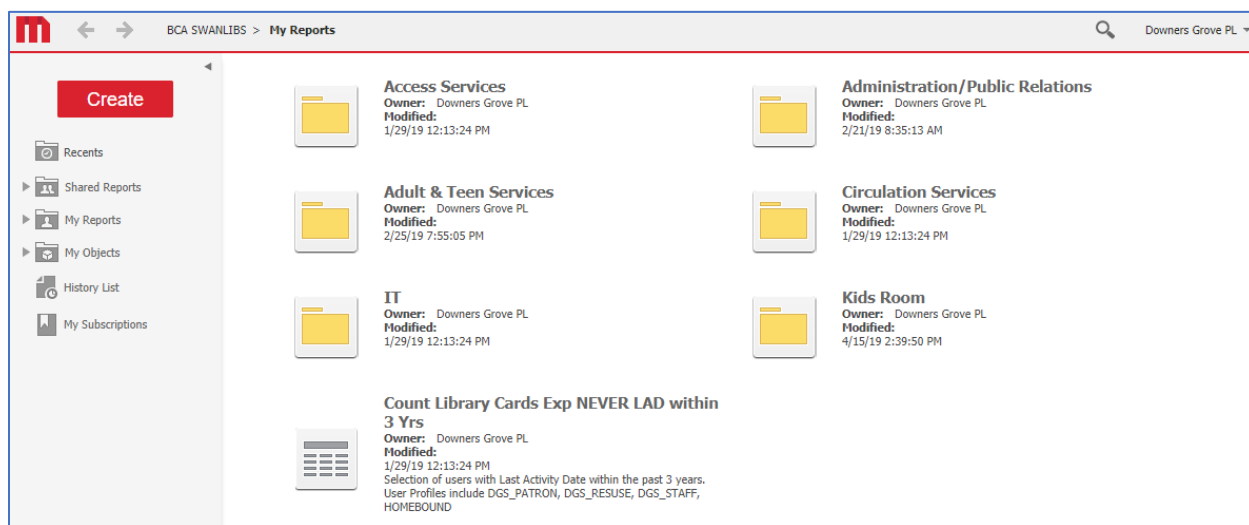 BCA SWANLIBS > My Reports
Downers Grove PL
Create
Recents
Shared Reports
My Reports
My Objects
History List
My Subscriptions
Access Services
Owner: Downers Grove PL
Modified:
1/29/19 12:13:24 PM
Administration/Public Relations
Owner: Downers Grove PL
Modified:
2/21/19 8:35:13 AM
Adult & Teen Services
Owner: Downers Grove PL
Modified:
2/25/19 7:55:05 PM
Circulation Services
Owner: Downers Grove PL
Modified:
1/29/19 12:13:24 PM
IT
Owner: Downers Grove PL
Modified:
1/29/19 12:13:24 PM
Kids Room
Owner: Downers Grove PL
Modified:
4/15/19 2:39:50 PM
Count Library Cards Exp NEVER LAD within
3 Yrs
Owner: Downers Grove PL
Modified:
1/29/19 12:13:24 PM
Selection of users with Last Activity Date within the past 3 years.
User Profiles include DGS_PATRON, DGS_RESUSE, DGS_STAFF,
HOMEBOUND